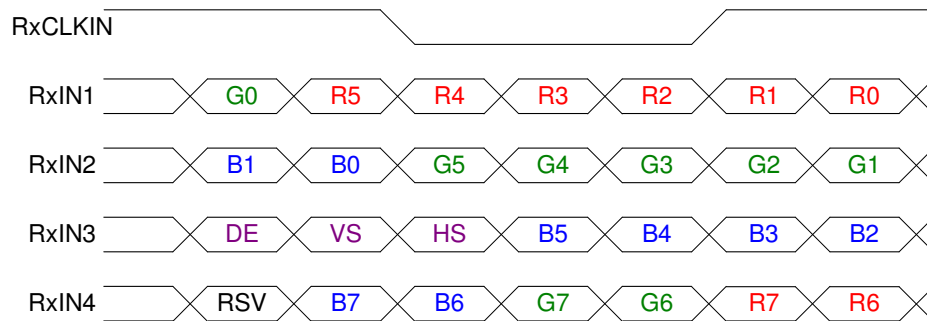 RxCLKIN
RxIN1 G0 R5 R4 R3 R2 R1 R0
RxIN2 B1 B0 G5 G4 G3 G2 G1
RxIN3 DE VS HS B5 B4 B3 B2
RxIN4 RSV B7 B6 G7 G6 R7 R6